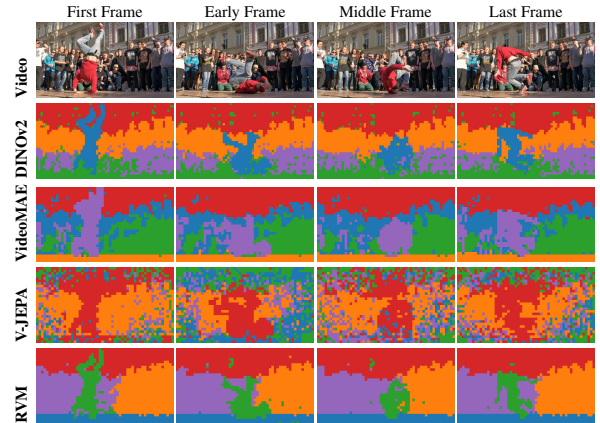 First Frame Early Frame Middle Frame Last Frame
Video
DINOv2
VideoMAE
V-JEPA
RVM